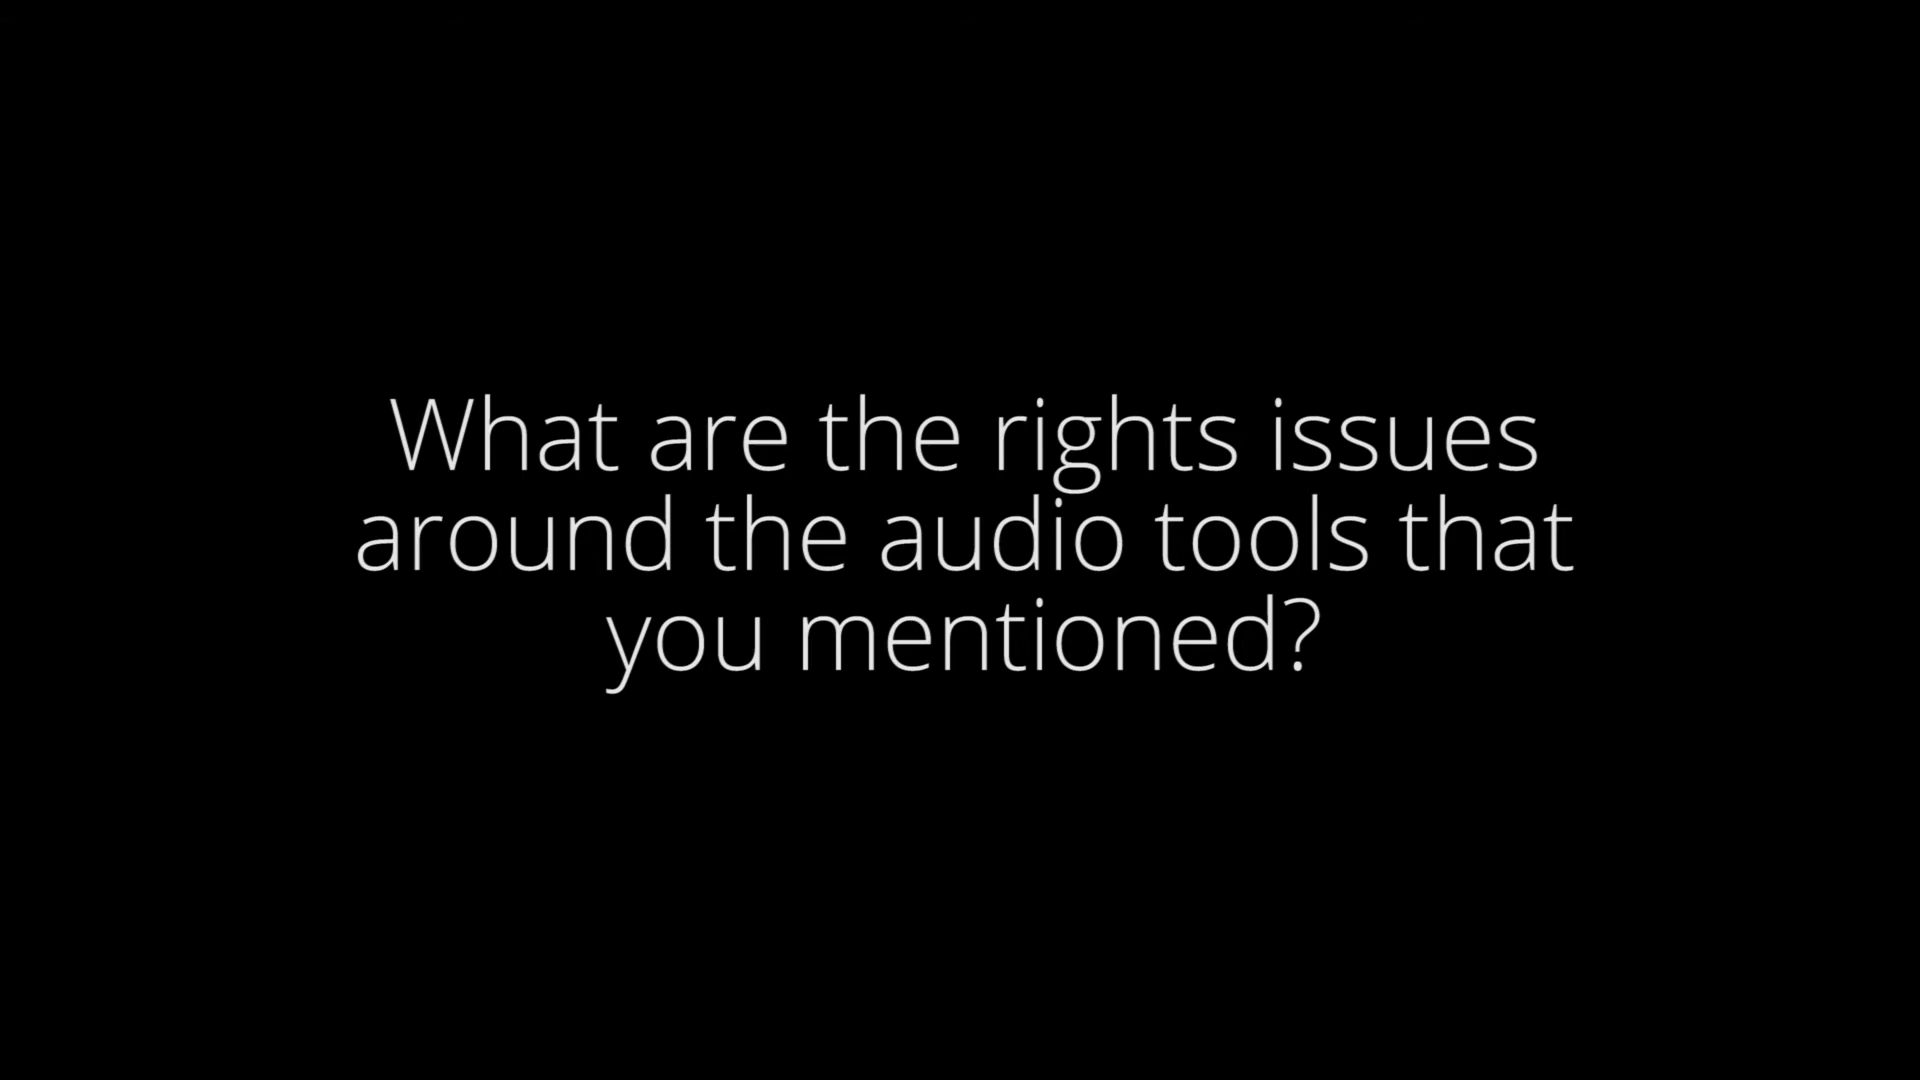 What are the rights issues
around the audio tools that
you mentioned?